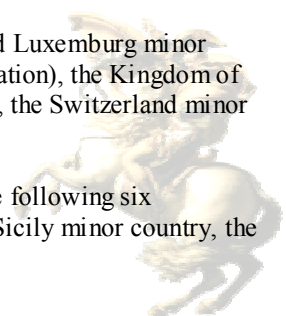 d Luxemburg minor
ation), the Kingdom of
, the Switzerland minor
e following six
Sicily minor country, the